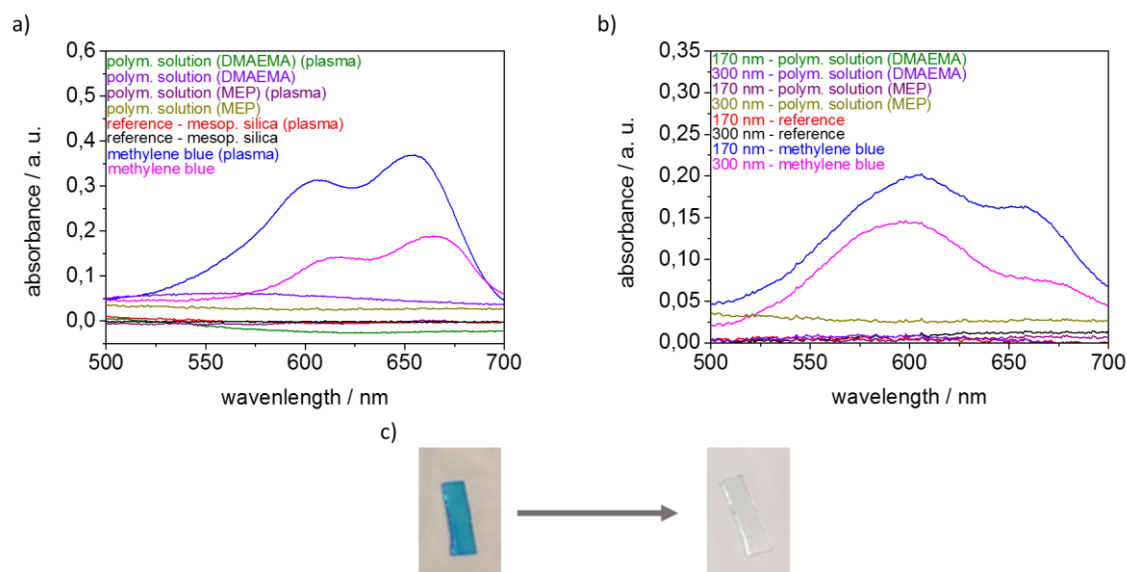 a)
0,6
0,5
0,4
0,3
0,2
0,1
0,0
absorbance / a. u.
polym. solution (DMAEMA) (plasma)
polym. solution (DMAEMA)
polym. solution (MEP) (plasma)
polym. solution (MEP)
reference - mesop. silica (plasma)
reference - mesop. silica
methylene blue (plasma)
methylene blue
500 550 600 650 700
wavenlength / nm
b)
0,35
0,30
0,25
0,20
0,15
0,10
0,05
0,00
absorbance / a. u.
170 nm - polym. solution (DMAEMA)
300 nm - polym. solution (DMAEMA)
170 nm - polym. solution (MEP)
300 nm - polym. solution (MEP)
170 nm - reference
300 nm - reference
170 nm - methylene blue
300 nm - methylene blue
500 550 600 650 700
wavelength / nm
c)